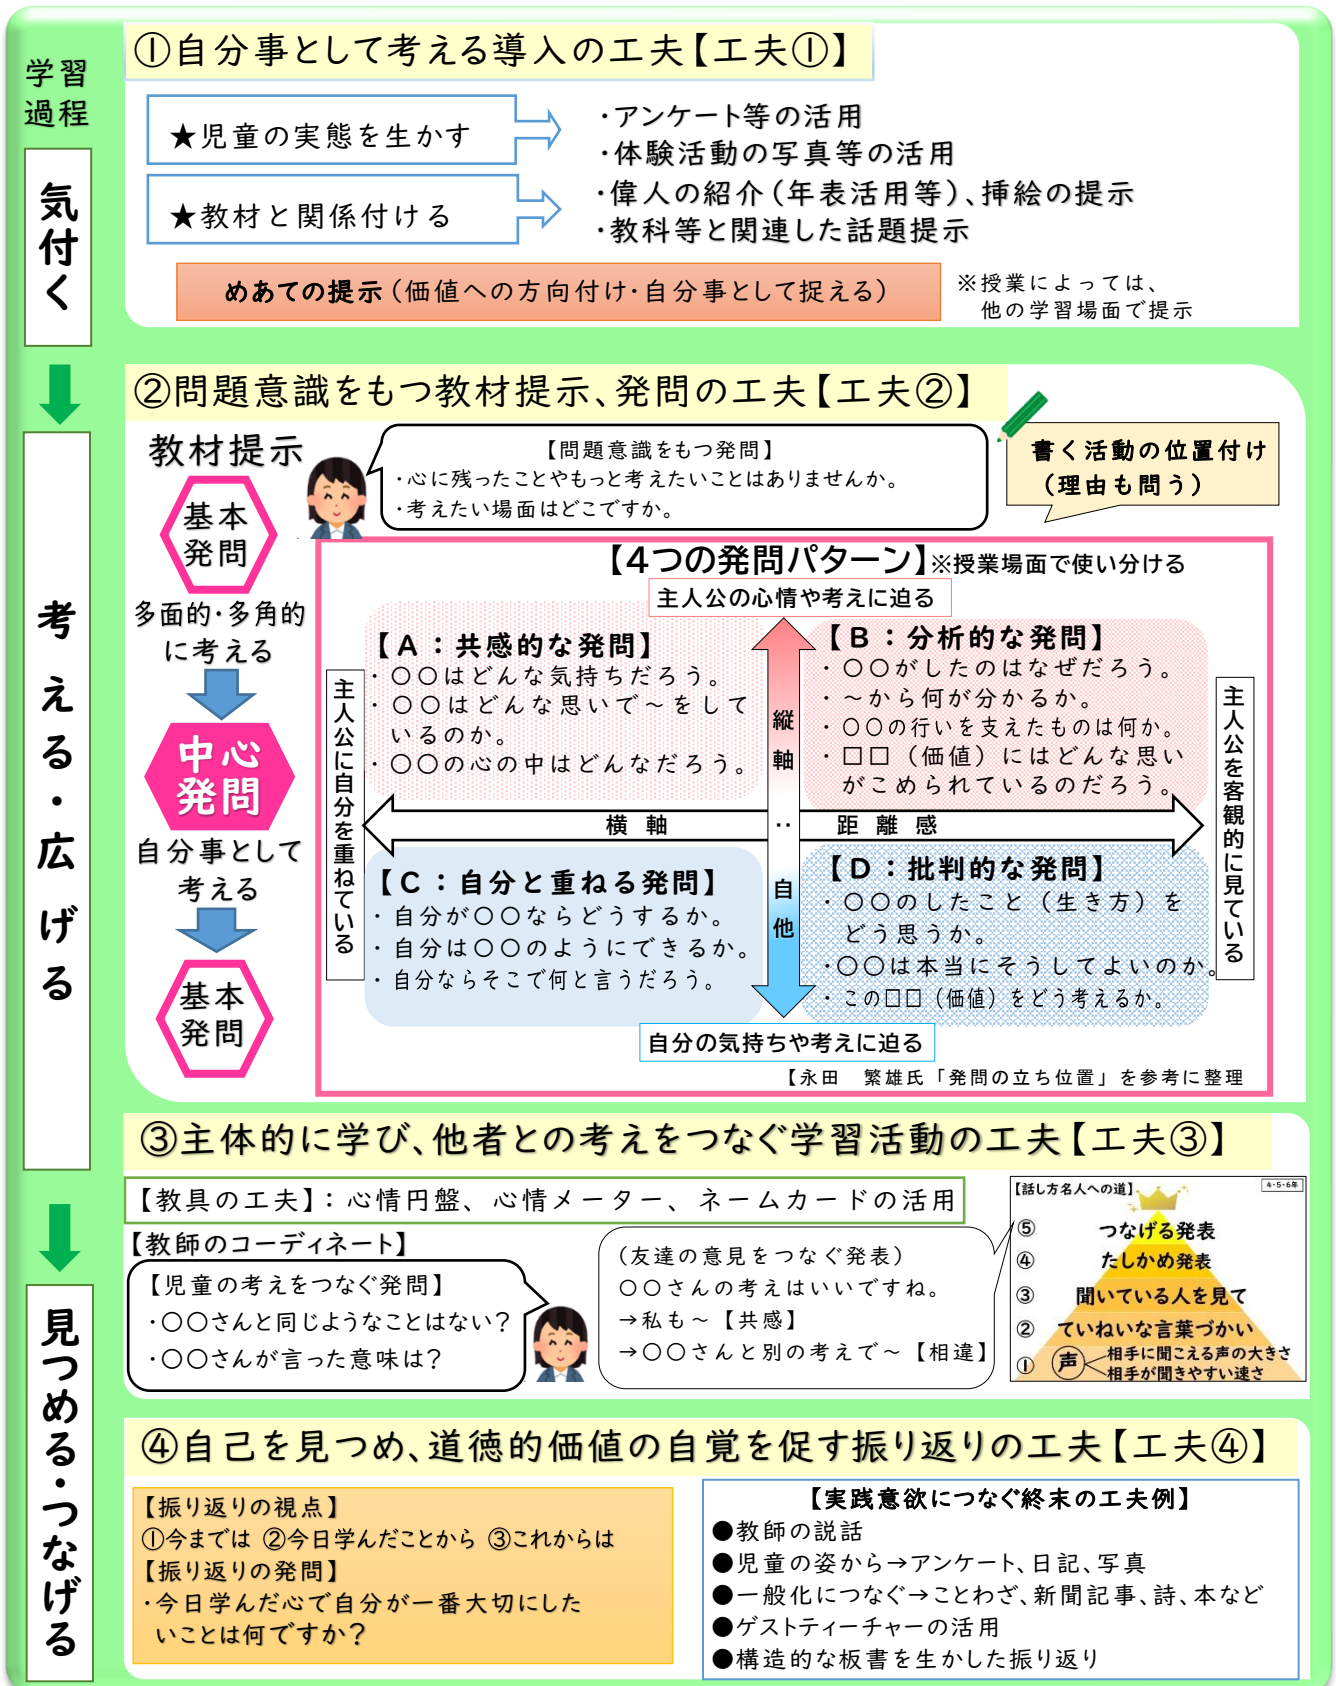 学習
過程
気付く
考える・広げる
見つめる・つなげる
①自分事として考える導入の工夫【工夫①】
★児童の実態を生かす
・アンケート等の活用
・体験活動の写真等の活用
★教材と関係付ける
・偉人の紹介(年表活用等)、挿絵の提示
・教科等と関連した話題提示
めあての提示(価値への方向付け・自分事として捉える)
※授業によっては、
他の学習場面で提示
②問題意識をもつ教材提示、発問の工夫【工夫②】
教材提示
基本
発問
多面的・多角的
に考える
中心
発問
自分事として
考える
基本
発問
【問題意識をもつ発問】
・心に残ったことやもっと考えたいことはありませんか。
・考えたい場面はどこですか。
書く活動の位置付け
(理由も問う)
【4つの発問パターン】※授業場面で使い分ける
主人公の心情や考えに迫る
主人公に自分を重ねている
【A：共感的な発問】
・〇〇はどんな気持ちだろう。
・〇〇はどんな思いで～をして
いるのか。
・〇〇の心の中はどんなだろう。
【B：分析的な発問】
・〇〇がしたのはなぜだろう。
・～から何が分かるか。
・〇〇の行いを支えたものは何か。
・□□（価値）にはどんな思い
がこめられているのだろう。
主人公を客観的に見ている
縦軸：自他
横軸：距離感
【C：自分と重ねる発問】
・自分が〇〇ならどうするか。
・自分は〇〇のようにできるか。
・自分ならそこで何と言うだろう。
【D：批判的な発問】
・〇〇のしたこと（生き方）を
どう思うか。
・〇〇は本当にそうしてよいのか。
・この□□（価値）をどう考えるか。
自分の気持ちや考えに迫る
【永田　繁雄氏「発問の立ち位置」を参考に整理
③主体的に学び、他者との考えをつなぐ学習活動の工夫【工夫③】
【教具の工夫】：心情円盤、心情メーター、ネームカードの活用
【教師のコーディネート】
【児童の考えをつなぐ発問】
・〇〇さんと同じようなことはない？
・〇〇さんが言った意味は？
(友達の意見をつなぐ発表)
〇〇さんの考えはいいですね。
→私も～【共感】
→〇〇さんと別の考えで～【相違】
【話し方名人への道】
4・5・6年
⑤ つなげる発表
④ たしかめ発表
③ 聞いている人を見て
② ていねいな言葉づかい
① 声
相手に聞こえる声の大きさ
相手が聞きやすい速さ
④自己を見つめ、道徳的価値の自覚を促す振り返りの工夫【工夫④】
【振り返りの視点】
①今までは ②今日学んだことから ③これからは
【振り返りの発問】
・今日学んだ心で自分が一番大切にした
いことは何ですか？
【実践意欲につなぐ終末の工夫例】
●教師の説話
●児童の姿から→アンケート、日記、写真
●一般化につなぐ→ことわざ、新聞記事、詩、本など
●ゲストティーチャーの活用
●構造的な板書を生かした振り返り